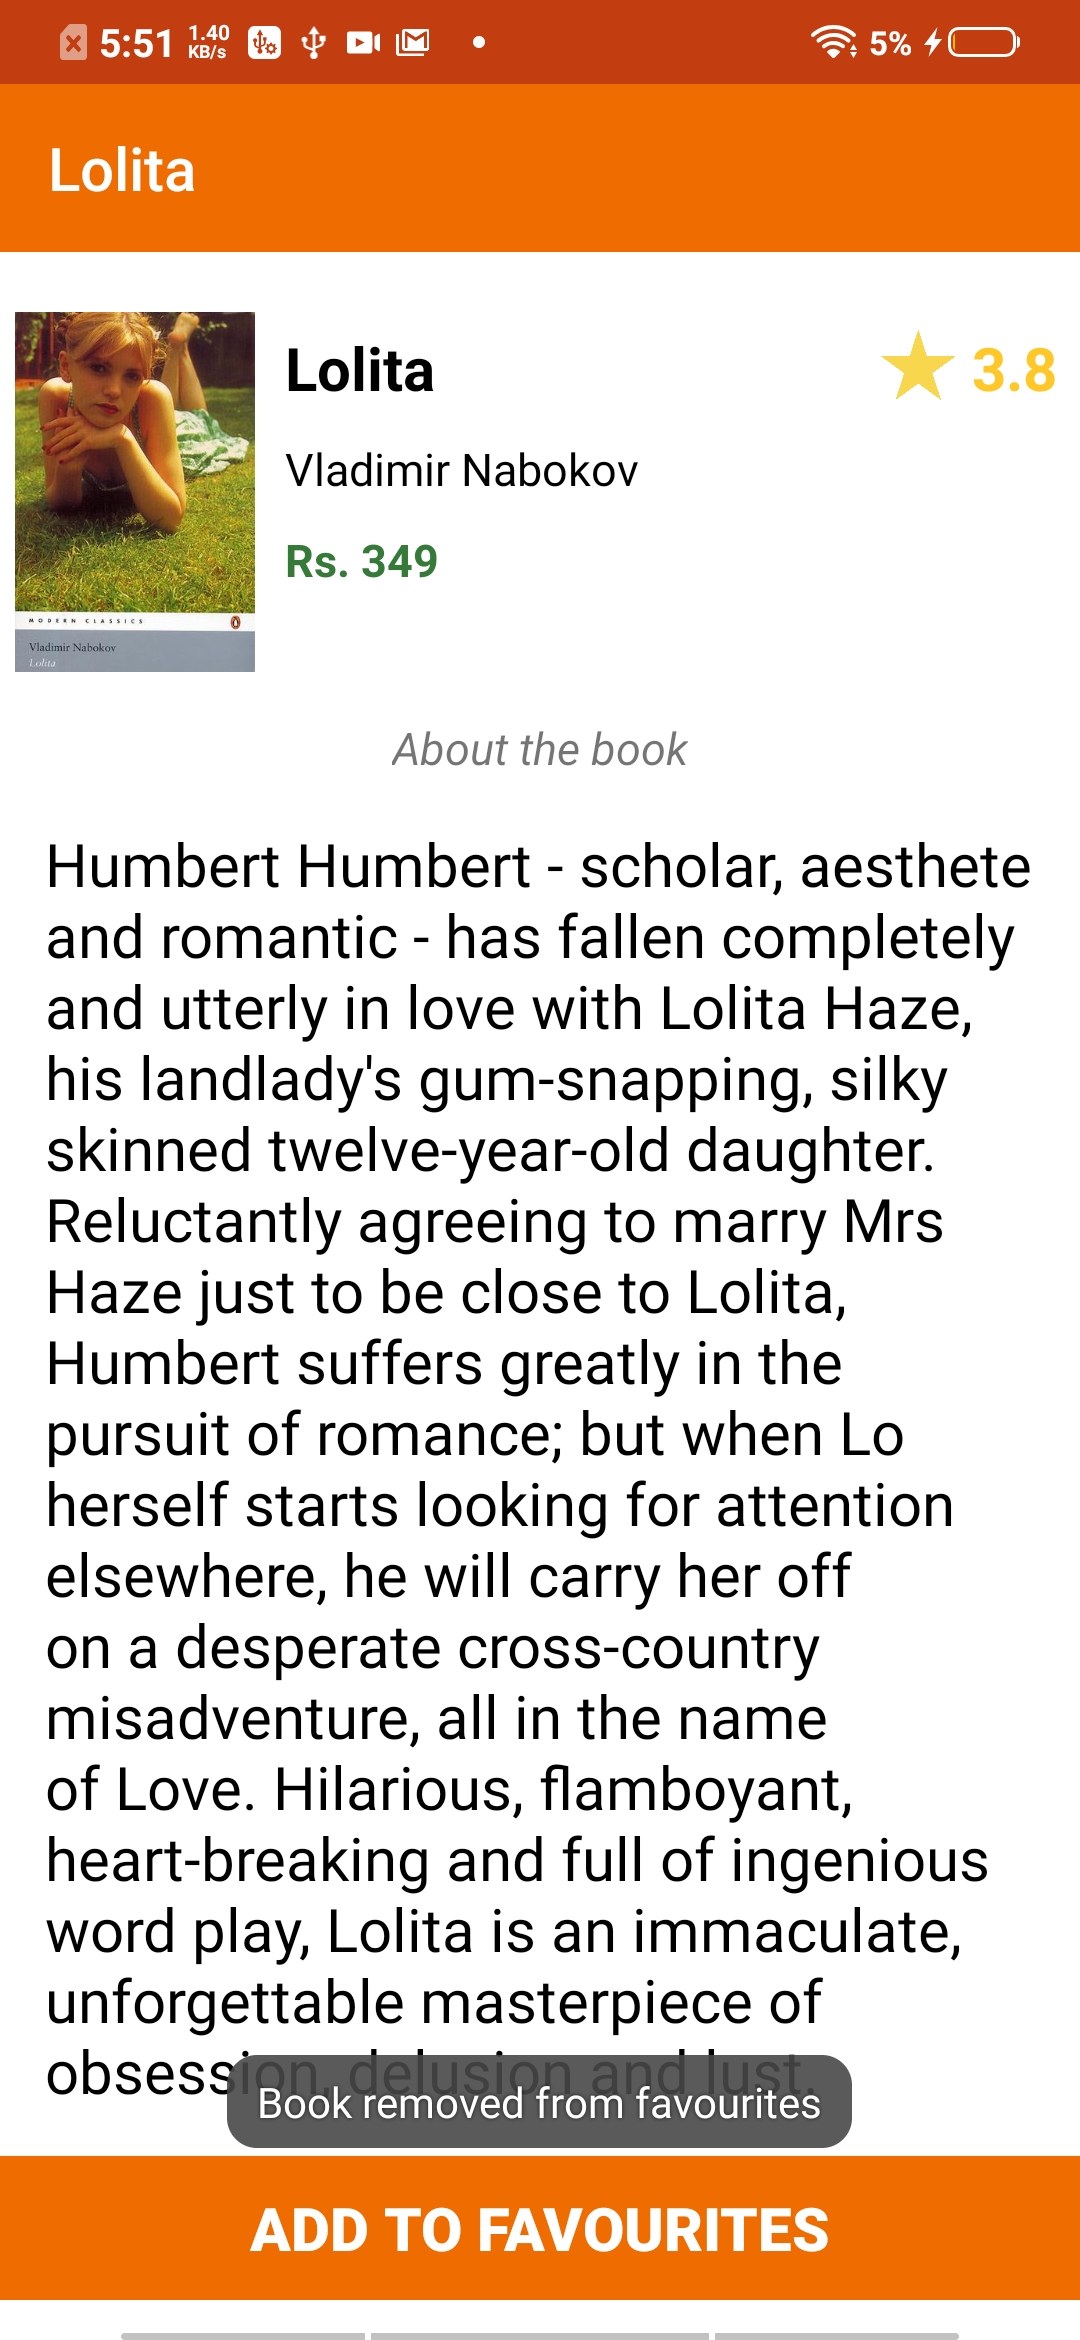 5:51 1.40 KB/s 5%
Lolita
Lolita 3.8
Vladimir Nabokov
Rs. 349
MODERN CLASSICS
Vladimir Nabokov
Lolita
About the book
Humbert Humbert - scholar, aesthete
and romantic - has fallen completely
and utterly in love with Lolita Haze,
his landlady's gum-snapping, silky
skinned twelve-year-old daughter.
Reluctantly agreeing to marry Mrs
Haze just to be close to Lolita,
Humbert suffers greatly in the
pursuit of romance; but when Lo
herself starts looking for attention
elsewhere, he will carry her off
on a desperate cross-country
misadventure, all in the name
of Love. Hilarious, flamboyant,
heart-breaking and full of ingenious
word play, Lolita is an immaculate,
unforgettable masterpiece of
obsession, delusion and lust.
Book removed from favourites
ADD TO FAVOURITES